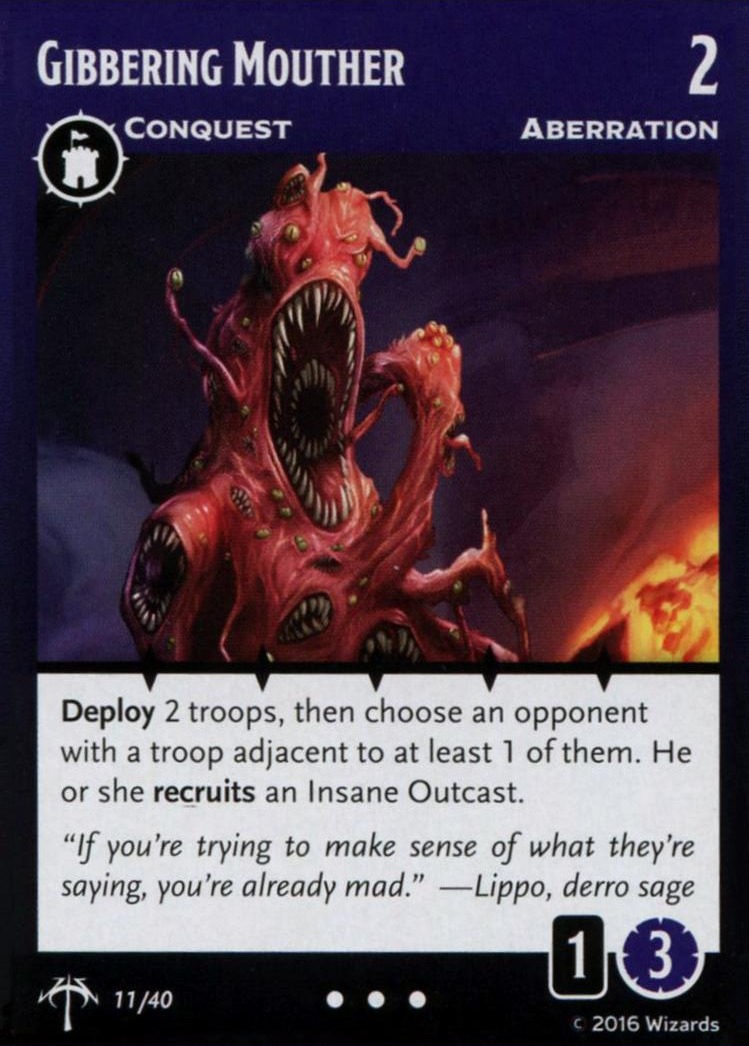 GIBBERING MOUTHER 2
CONQUEST ABERRATION
Deploy 2 troops, then choose an opponent
with a troop adjacent to at least 1 of them. He
or she recruits an Insane Outcast.
“If you’re trying to make sense of what they’re
saying, you’re already mad.” —Lippo, derro sage
1 3
11/40
© 2016 Wizards